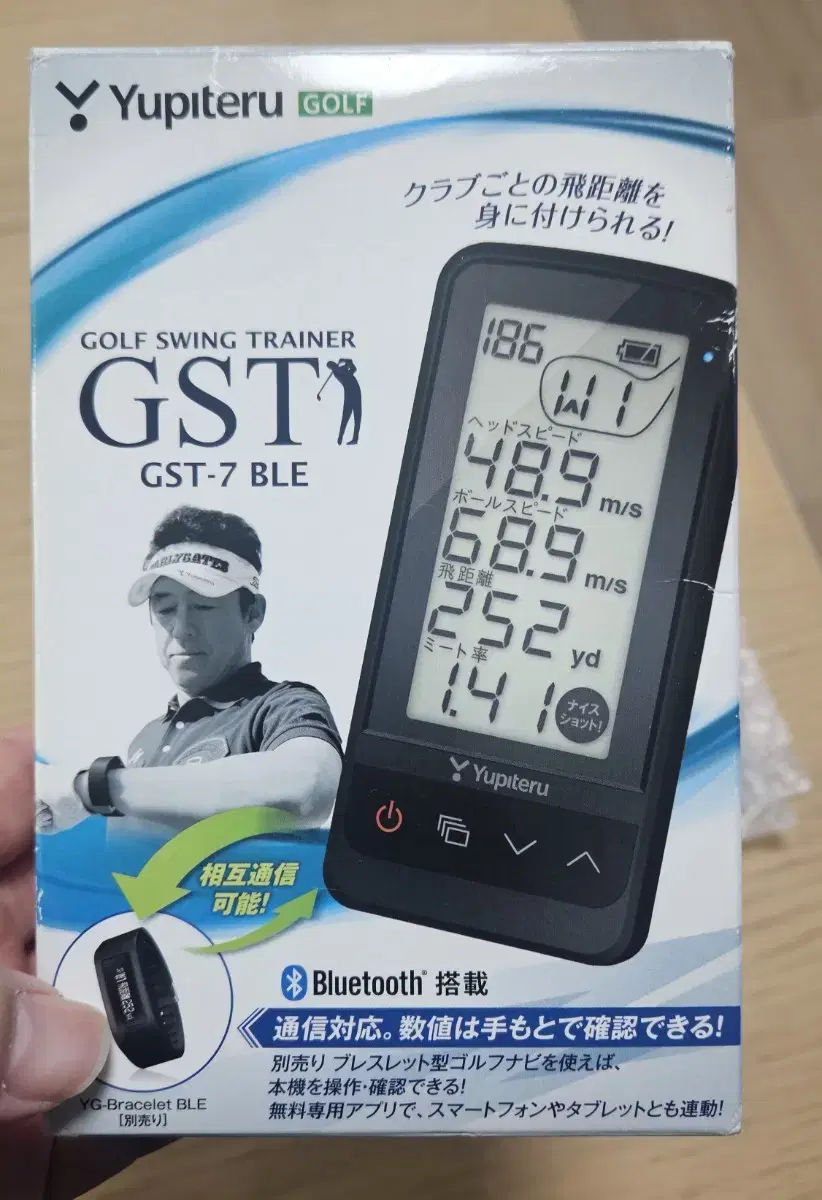 Yupiteru GOLF
クラブごとの飛距離を
身に付けられる!
GOLF SWING TRAINER
GST
GST-7 BLE
186
W1
ヘッドスピード
48.9 m/s
ボールスピード
68.9 m/s
飛距離
252 yd
ミート率
1.41
ナイス
ショット!
Yupiteru
Yupiteru
相互通信
可能!
Bluetooth® 搭載
通信対応。数値は手もとで確認できる!
別売り ブレスレット型ゴルフナビを使えば、
本機を操作・確認できる!
無料専用アプリで、スマートフォンやタブレットとも連動!
YG-Bracelet BLE
[別売り]